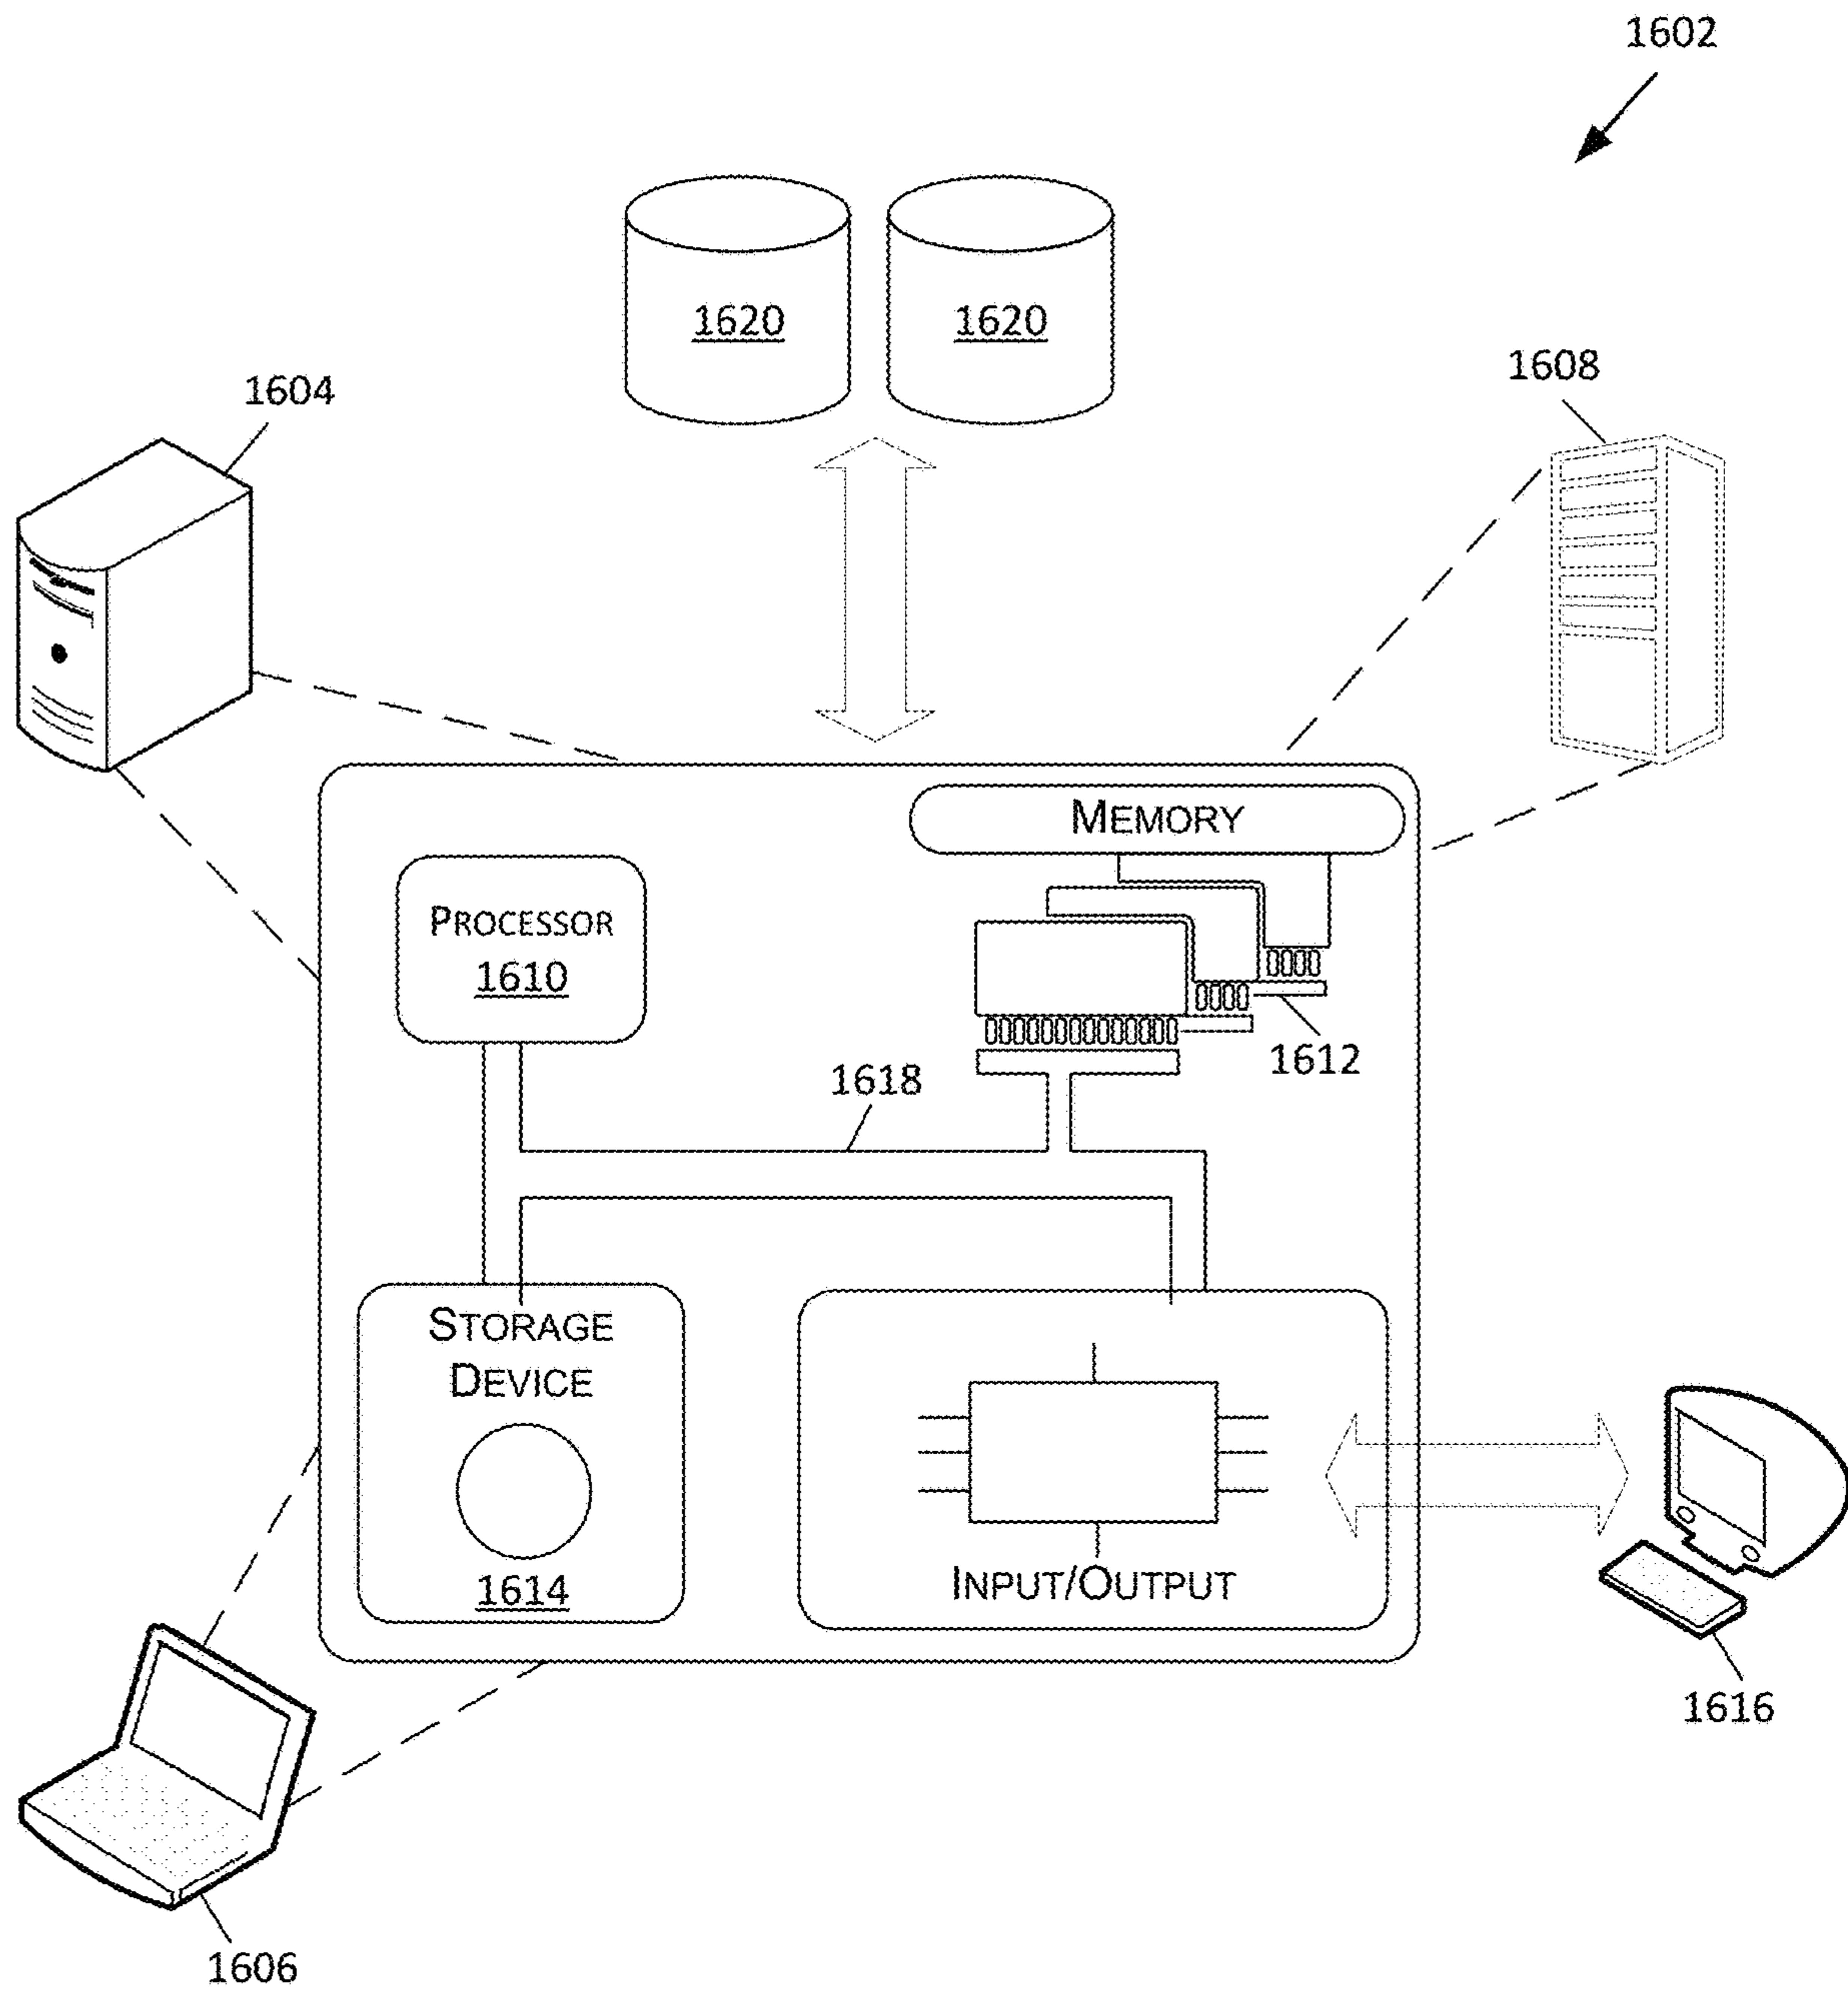 1602
1620
1620
1608
1604
MEMORY
PROCESSOR
1610
1612
1618
STORAGE
DEVICE
1614
INPUT/OUTPUT
1616
1606